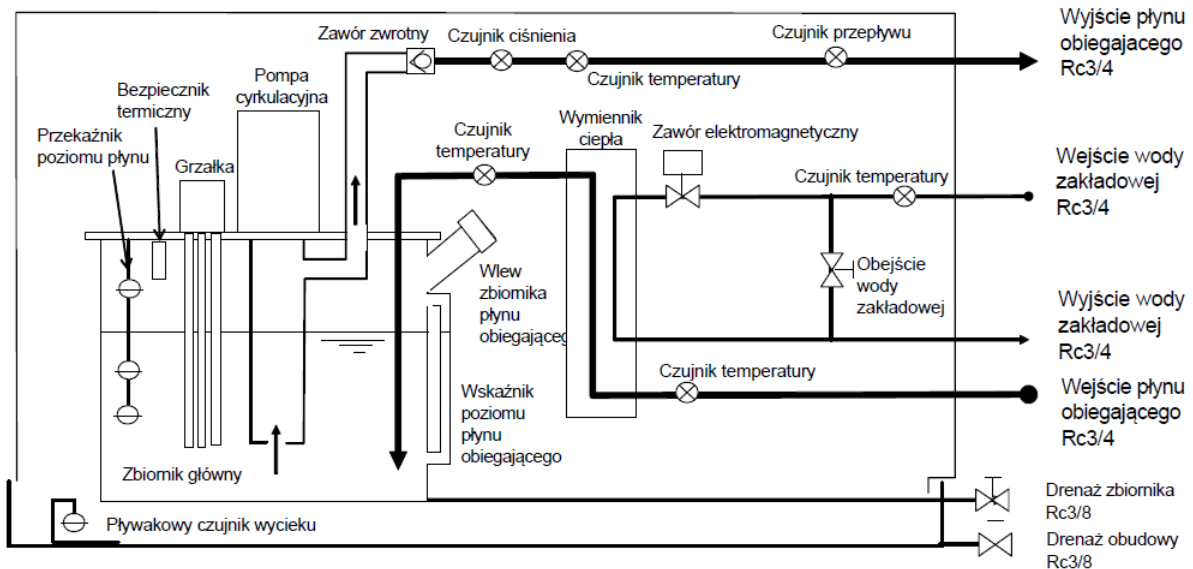 Zawór zwrotny
Czujnik ciśnienia
Czujnik temperatury
Czujnik przepływu
Wyjście płynu
obiegajacego
Rc3/4
Bezpiecznik
termiczny
Pompa
cyrkulacyjna
Przekaźnik
poziomu płynu
Grzałka
Czujnik
temperatury
Wymiennik
ciepła
Zawór elektromagnetyczny
Czujnik temperatury
Wejście wody
zakładowej
Rc3/4
Wlew
zbiornika
płynu
obiegająceg
Obejście
wody
zakładowej
Wyjście wody
zakładowej
Rc3/4
Czujnik temperatury
Wskaźnik
poziomu
płynu
obiegającego
Wejście płynu
obiegającego
Rc3/4
Zbiornik główny
Pływakowy czujnik wycieku
Drenaż zbiornika
Rc3/8
Drenaż obudowy
Rc3/8